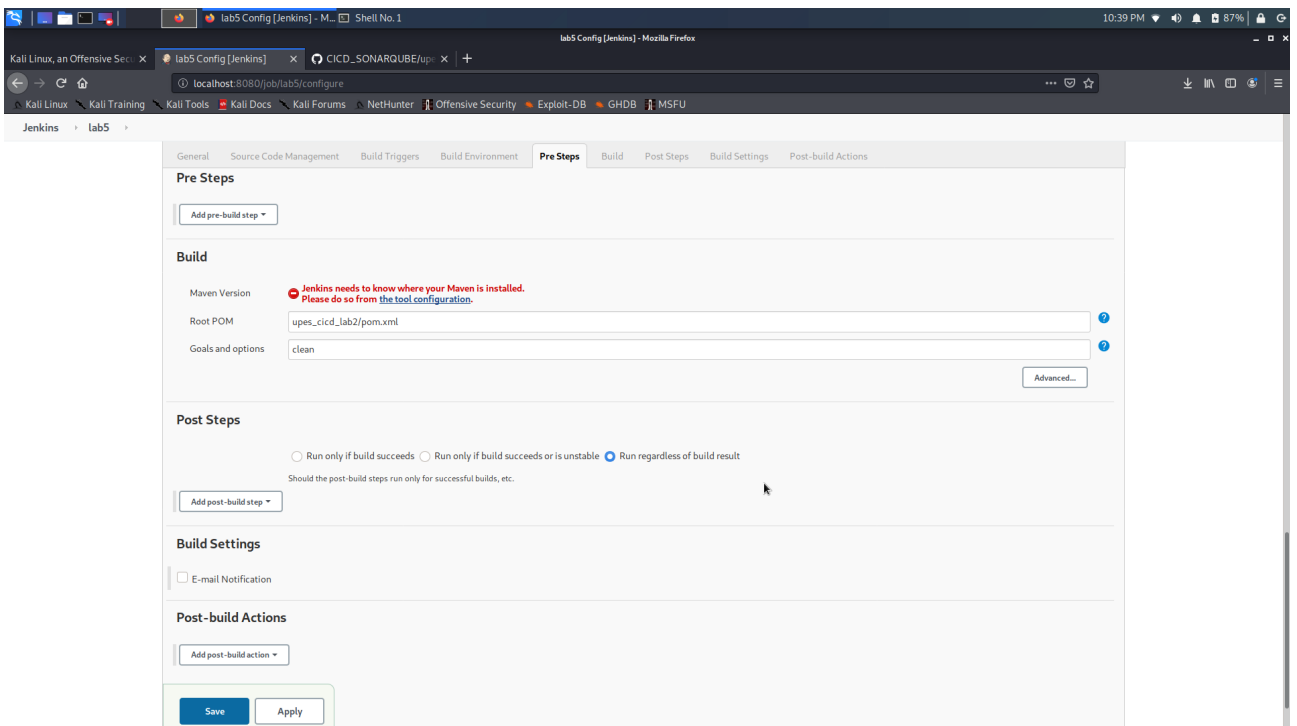 lab5 Config [Jenkins] - M...
Shell No. 1
10:39 PM
87%
lab5 Config [Jenkins] - Mozilla Firefox
Kali Linux, an Offensive Sec
lab5 Config [Jenkins]
CICD_SONARQUBE/up
localhost:8080/job/lab5/configure
Kali Linux Kali Training Kali Tools Kali Docs Kali Forums NetHunter Offensive Security Exploit-DB GHDB MSFU
Jenkins lab5
General Source Code Management Build Triggers Build Environment Pre Steps Build Post Steps Build Settings Post-build Actions
Pre Steps
Add pre-build step
Build
Maven Version
Jenkins needs to know where your Maven is installed.
Please do so from the tool configuration.
Root POM
upes_cicd_lab2/pom.xml
Goals and options
clean
Advanced...
Post Steps
Run only if build succeeds Run only if build succeeds or is unstable Run regardless of build result
Should the post-build steps run only for successful builds, etc.
Add post-build step
Build Settings
E-mail Notification
Post-build Actions
Add post-build action
Save Apply